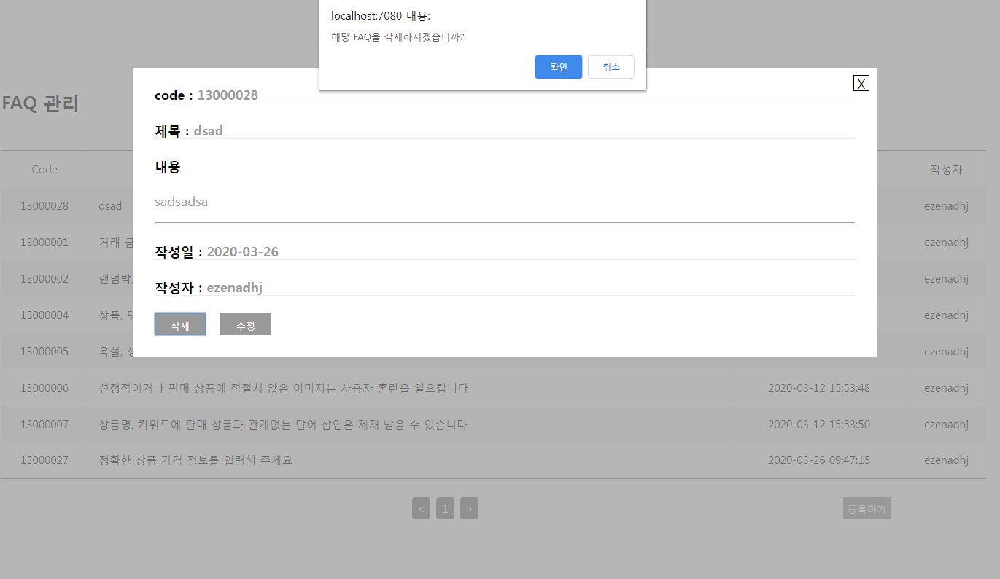 localhost:7080 내용:
해당 FAQ을 삭제하시겠습니까?
확인 취소
X
code : 13000028
제목 : dsad
내용
sadsadsa
작성일 : 2020-03-26
작성자 : ezenadhj
삭제 수정
FAQ 관리
Code 작성자
13000028 dsad ezenadhj
13000001 거래 금 ezenadhj
13000002 랜덤박 ezenadhj
13000004 상품, ezenadhj
13000005 욕설, ezenadhj
13000006 선정적이거나 판매 상품에 적절치 않은 이미지는 사용자 혼란을 일으킵니다 2020-03-12 15:53:48 ezenadhj
13000007 상품명, 키워드에 판매 상품과 관계없는 단어 삽입은 제재 받을 수 있습니다 2020-03-12 15:53:50 ezenadhj
13000027 정확한 상품 가격 정보를 입력해 주세요 2020-03-26 09:47:15 ezenadhj
< 1 > 등록하기